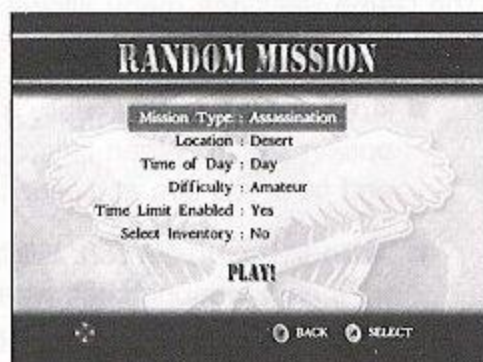 RANDOM MISSION
Mission Type : Assassination
Location : Desert
Time of Day : Day
Difficulty : Amateur
Time Limit Enabled : Yes
Select Inventory : No
PLAY!
BACK SELECT